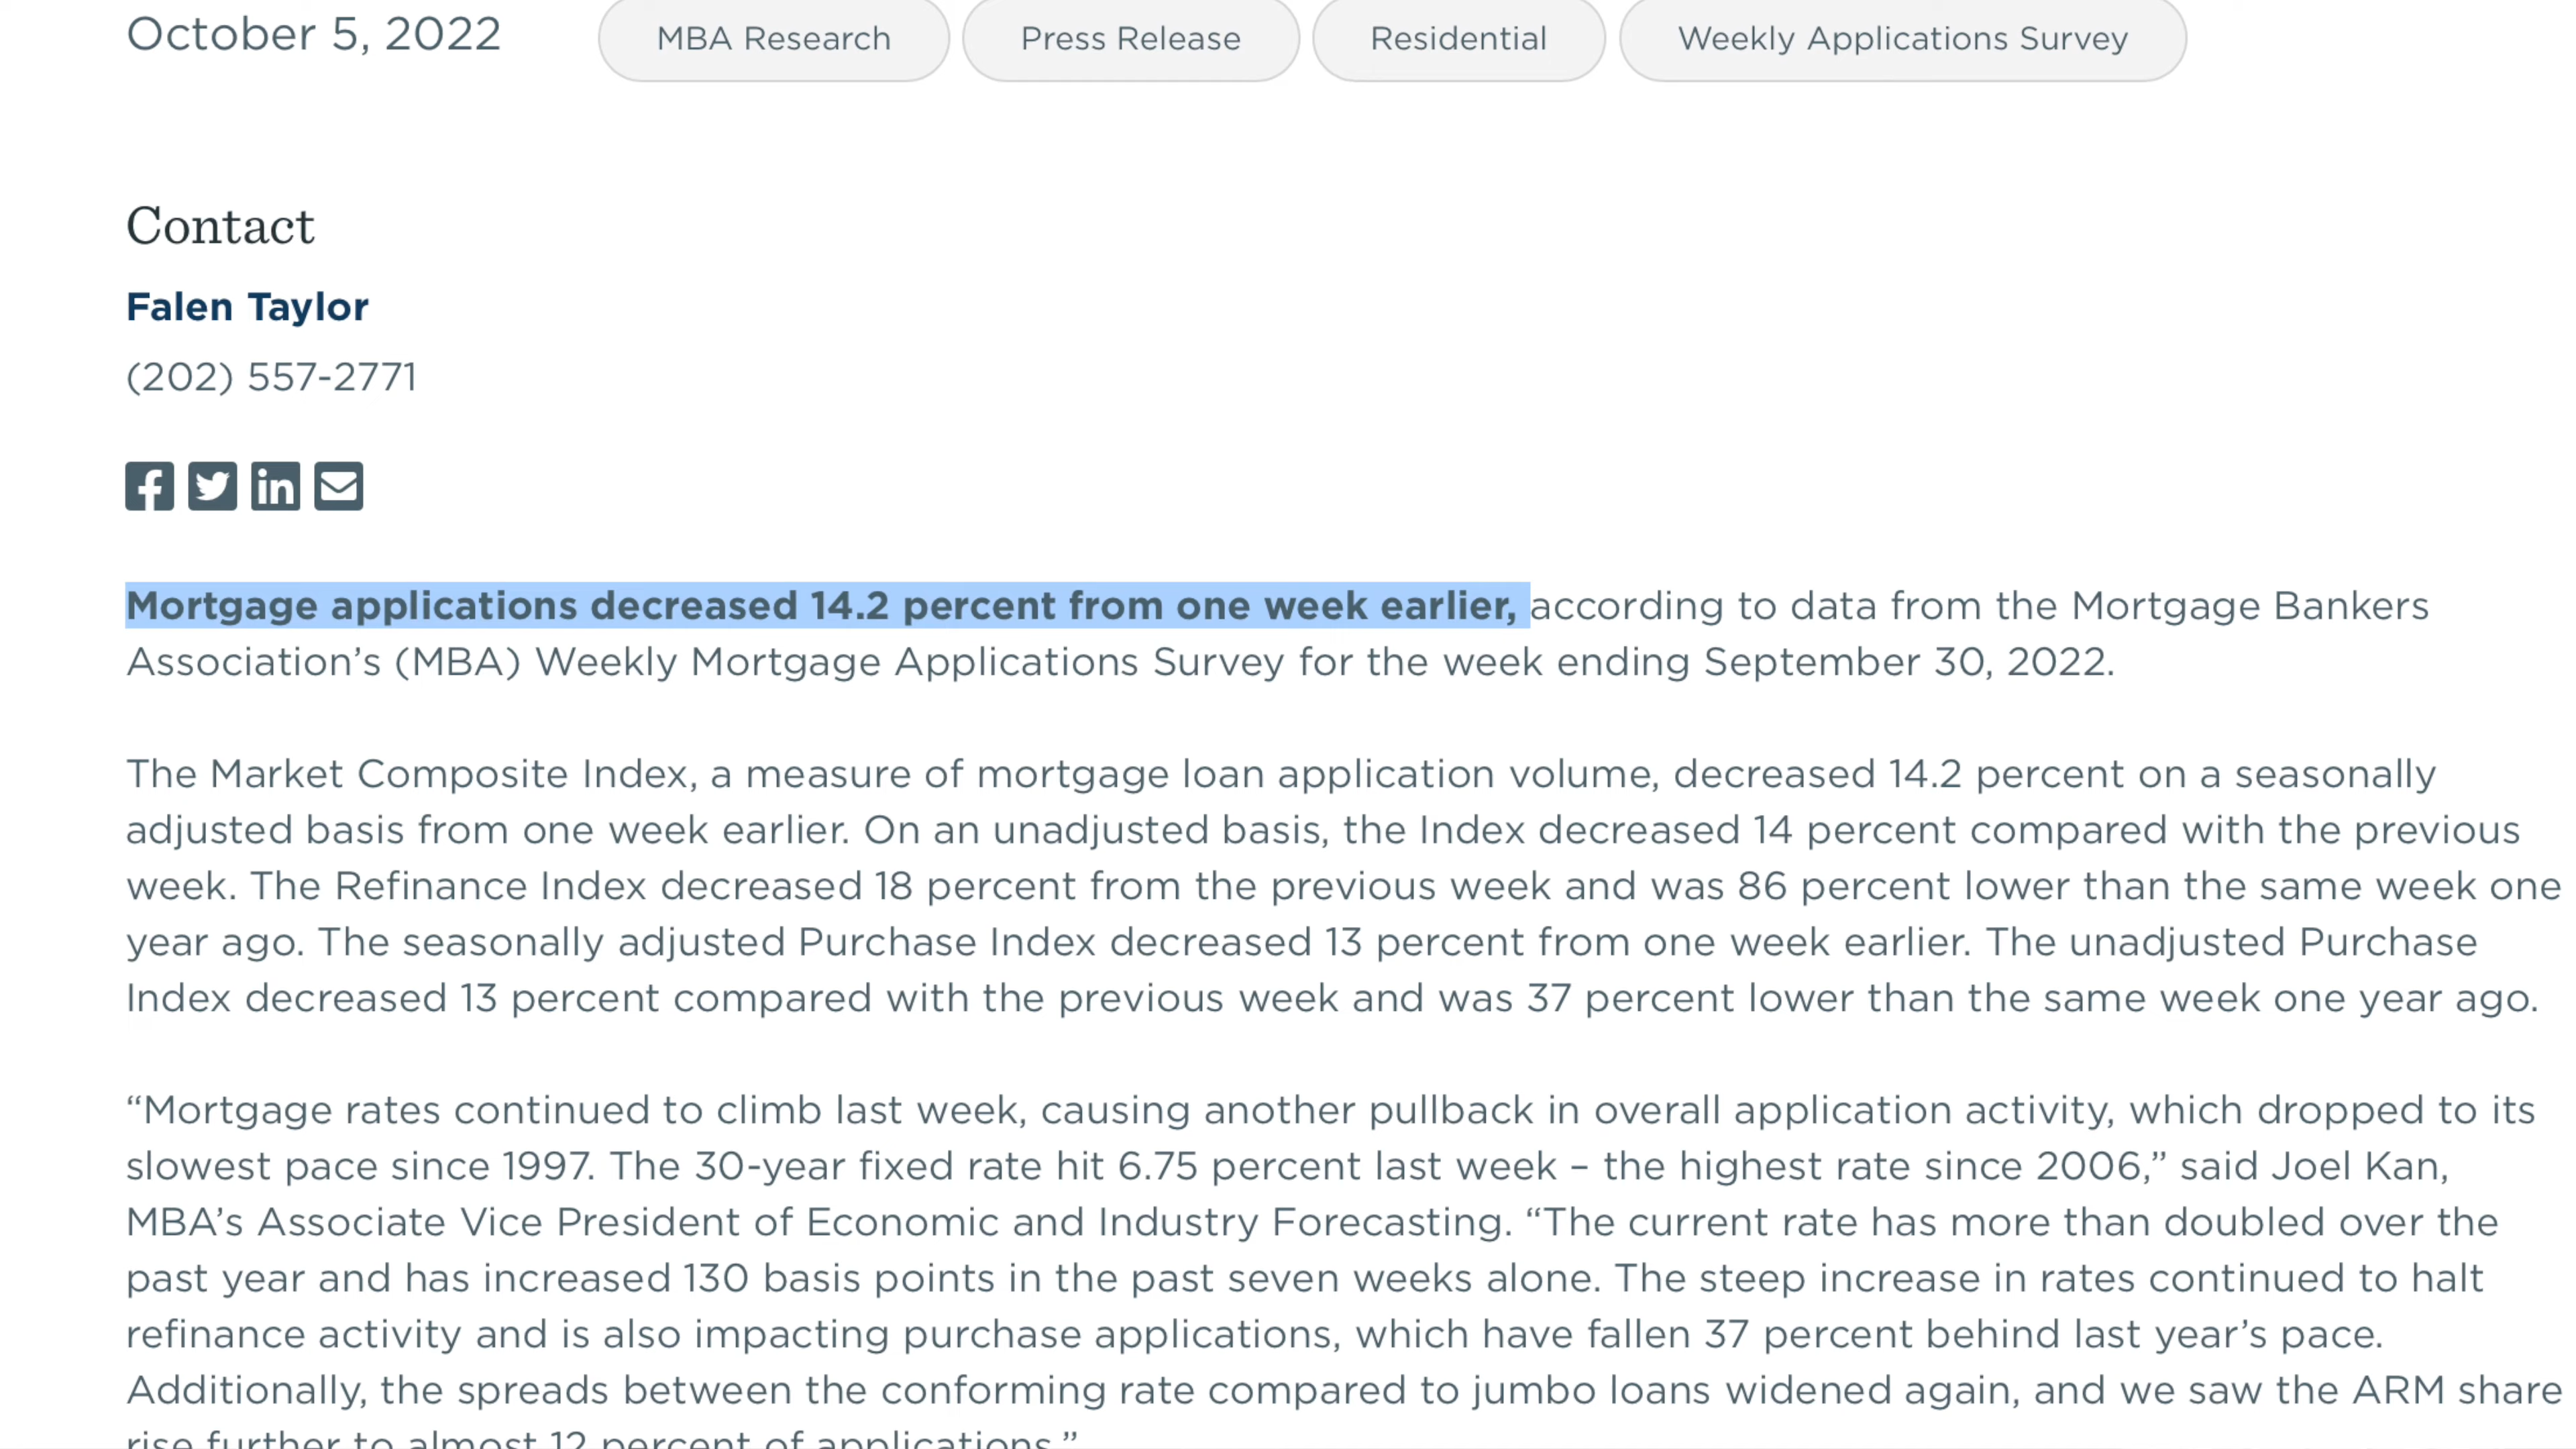 October 5, 2022
MBA Research
Press Release
Residential
Weekly Applications Survey
Contact
Falen Taylor
(202) 557-2771
Mortgage applications decreased 14.2 percent from one week earlier, according to data from the Mortgage Bankers
Association’s (MBA) Weekly Mortgage Applications Survey for the week ending September 30, 2022.
The Market Composite Index, a measure of mortgage loan application volume, decreased 14.2 percent on a seasonally
adjusted basis from one week earlier. On an unadjusted basis, the Index decreased 14 percent compared with the previous
week. The Refinance Index decreased 18 percent from the previous week and was 86 percent lower than the same week one
year ago. The seasonally adjusted Purchase Index decreased 13 percent from one week earlier. The unadjusted Purchase
Index decreased 13 percent compared with the previous week and was 37 percent lower than the same week one year ago.
“Mortgage rates continued to climb last week, causing another pullback in overall application activity, which dropped to its
slowest pace since 1997. The 30-year fixed rate hit 6.75 percent last week – the highest rate since 2006,” said Joel Kan,
MBA’s Associate Vice President of Economic and Industry Forecasting. “The current rate has more than doubled over the
past year and has increased 130 basis points in the past seven weeks alone. The steep increase in rates continued to halt
refinance activity and is also impacting purchase applications, which have fallen 37 percent behind last year’s pace.
Additionally, the spreads between the conforming rate compared to jumbo loans widened again, and we saw the ARM share
rise further to almost 12 percent of applications.”